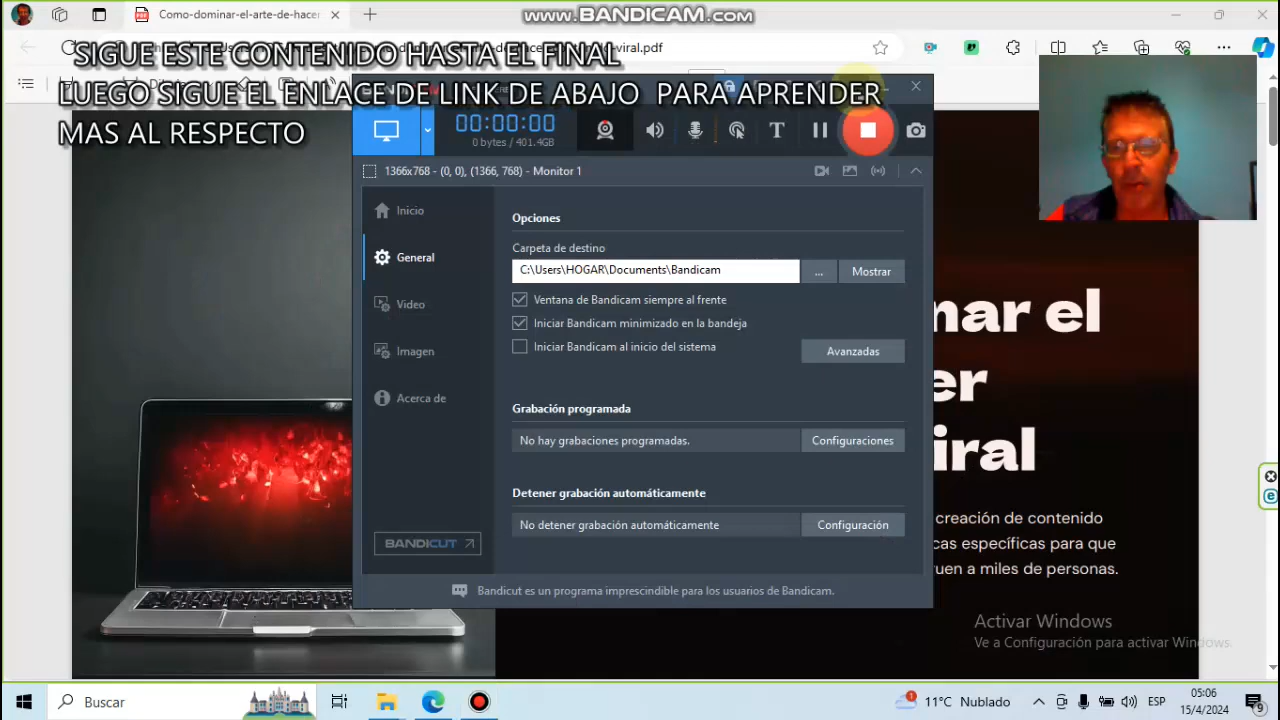 www.BANDICAM.com
Como-dominar-el-arte-de-hacer
viral.pdf
SIGUE ESTE CONTENIDO HASTA EL FINAL
LUEGO SIGUE EL ENLACE DE LINK DE ABAJO PARA APRENDER
MAS AL RESPECTO
00:00:00
0 bytes / 401.4GB
1366x768 - (0, 0), (1366, 768) - Monitor 1
Inicio
General
Video
Imagen
Acerca de
BANDICUT
Opciones
Carpeta de destino
C:\Users\HOGAR\Documents\Bandicam
...
Mostrar
Ventana de Bandicam siempre al frente
Iniciar Bandicam minimizado en la bandeja
Iniciar Bandicam al inicio del sistema
Avanzadas
Grabación programada
No hay grabaciones programadas.
Configuraciones
Detener grabación automáticamente
No detener grabación automáticamente
Configuración
Bandicut es un programa imprescindible para los usuarios de Bandicam.
nar el
er
iral
creación de contenido
cas específicas para que
uen a miles de personas.
Activar Windows
Ve a Configuración para activar Windows.
Buscar
11°C Nublado
ESP
05:06
15/4/2024